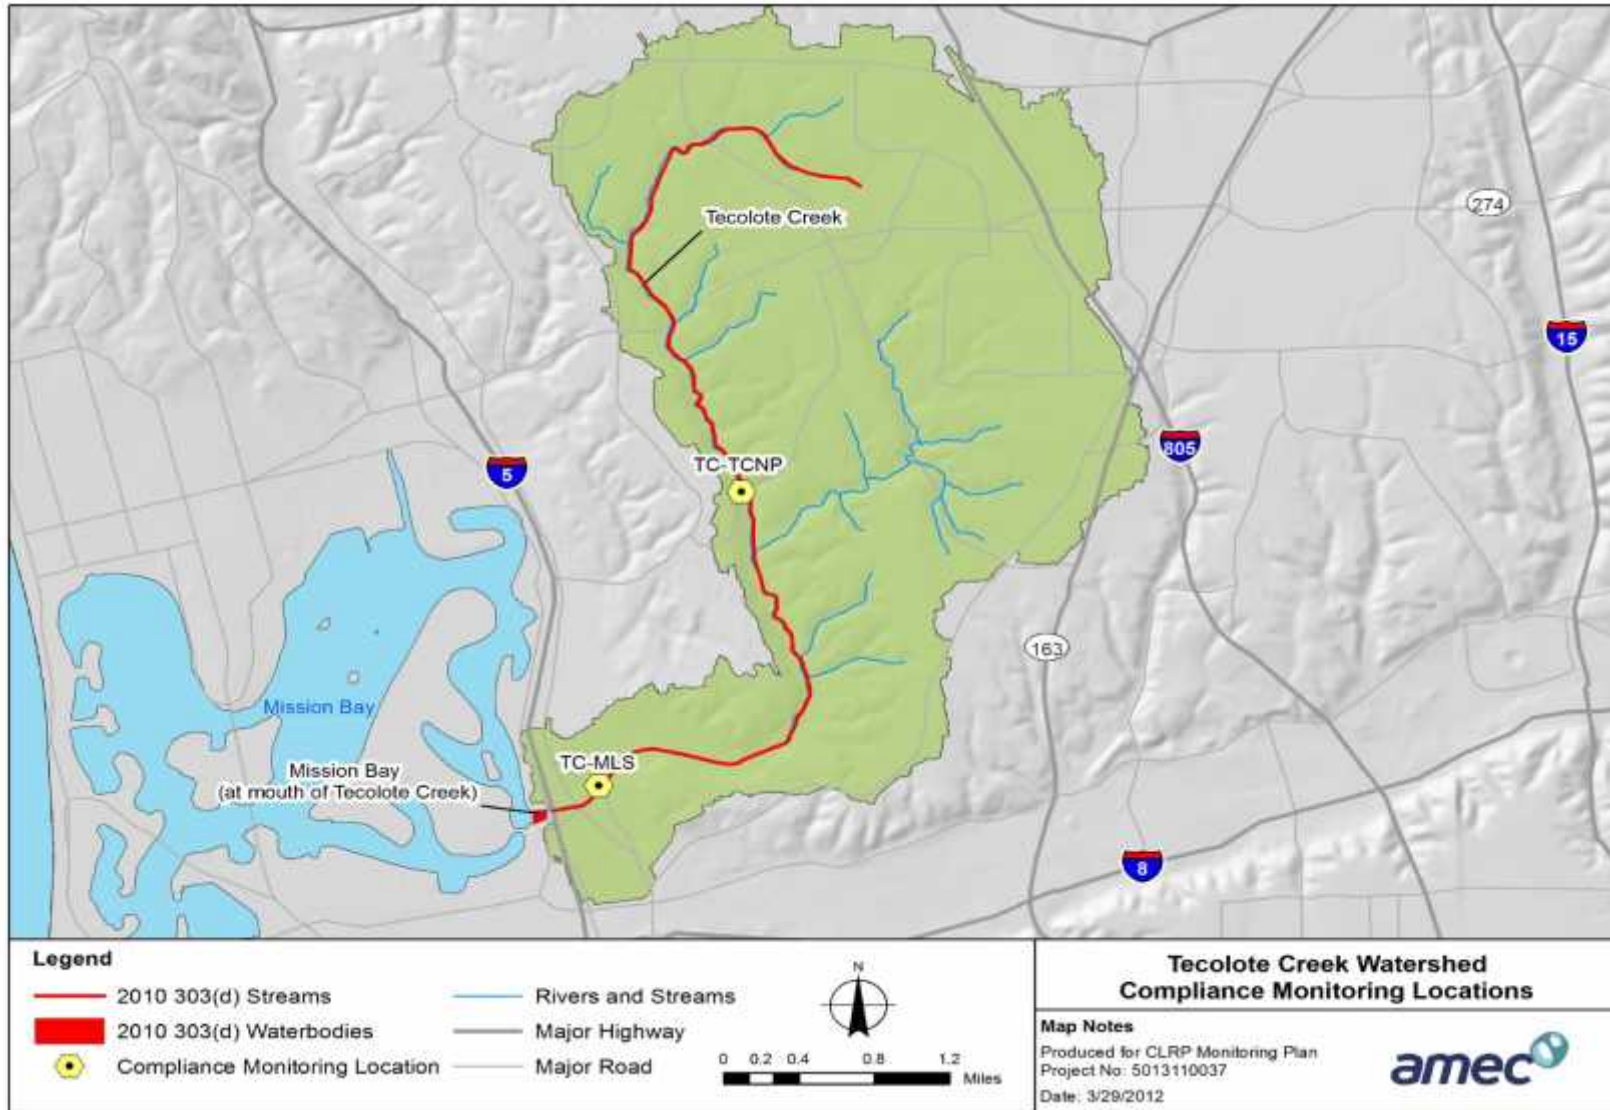 Tecolote Creek
274
15
805
5
TC-TCNP
163
Mission Bay
TC-MLS
Mission Bay
(at mouth of Tecolote Creek)
8
Legend
2010 303(d) Streams
2010 303(d) Waterbodies
Compliance Monitoring Location
Rivers and Streams
Major Highway
Major Road
N
0 0.2 0.4 0.8 1.2
Miles
Tecolote Creek Watershed
Compliance Monitoring Locations
Map Notes
Produced for CLRP Monitoring Plan
Project No: 5013110037
Date: 3/29/2012
amec